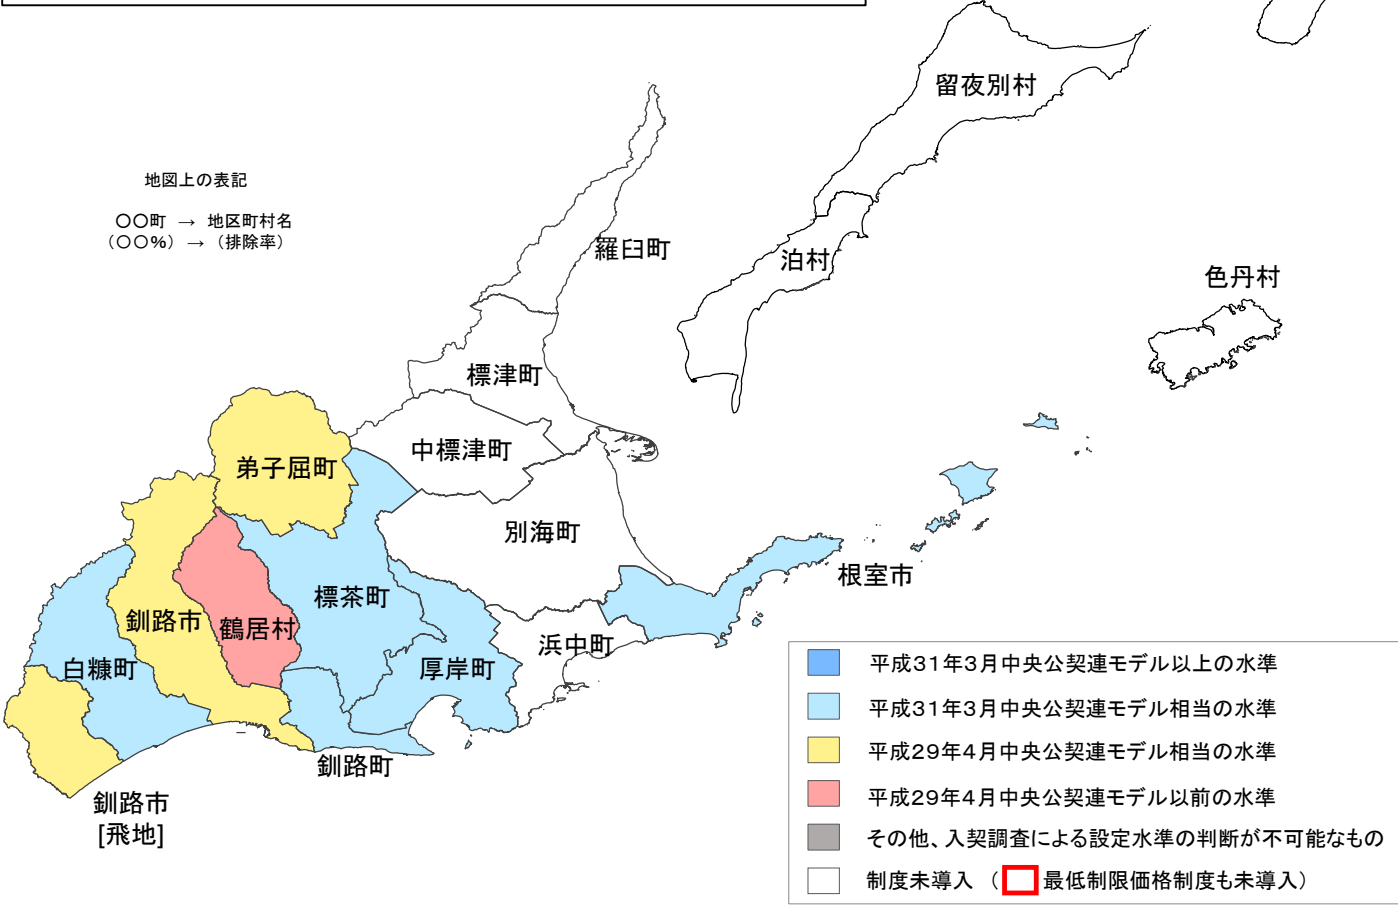 留夜別村
地図上の表記
〇〇町 → 地区町村名
(〇〇%) → (排除率)
羅臼町
泊村
色丹村
標津町
中標津町
弟子屈町
別海町
根室市
標茶町
釧路市
鶴居村
浜中町
白糠町
厚岸町
釧路町
釧路市
[飛地]
平成31年3月中央公契連モデル以上の水準
平成31年3月中央公契連モデル相当の水準
平成29年4月中央公契連モデル相当の水準
平成29年4月中央公契連モデル以前の水準
その他、入契調査による設定水準の判断が不可能なもの
制度未導入 ( 最低制限価格制度も未導入)